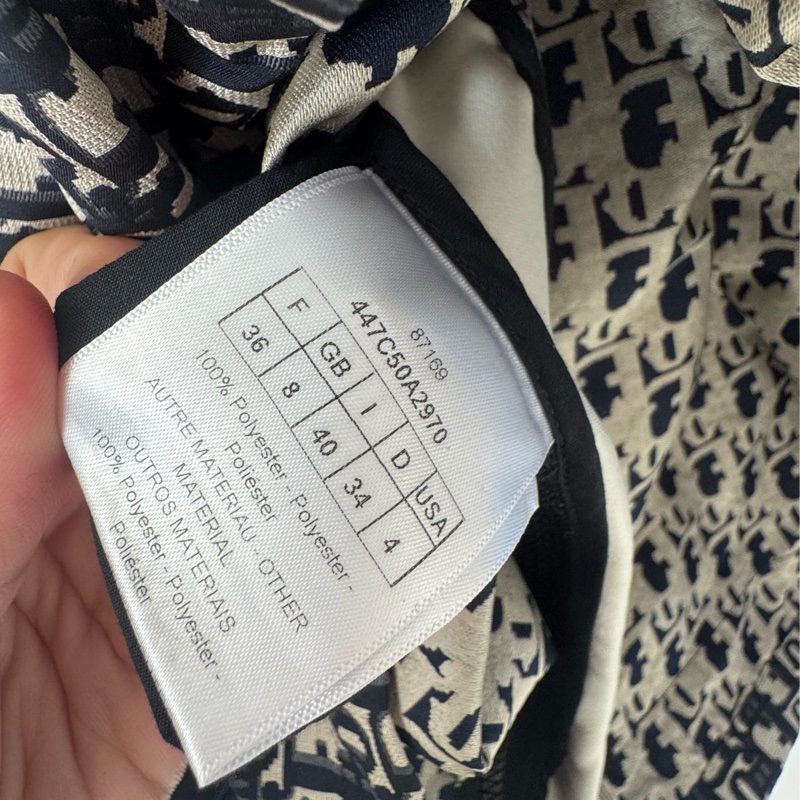 87169
447C50A2970
F GB I D USA
36 8 40 34 4
100% Polyester - Polyester -
Poliéster
AUTRE MATERIAU - OTHER
MATERIAL
OUTROS MATERIAIS
100% Polyester - Polyester -
Poliéster